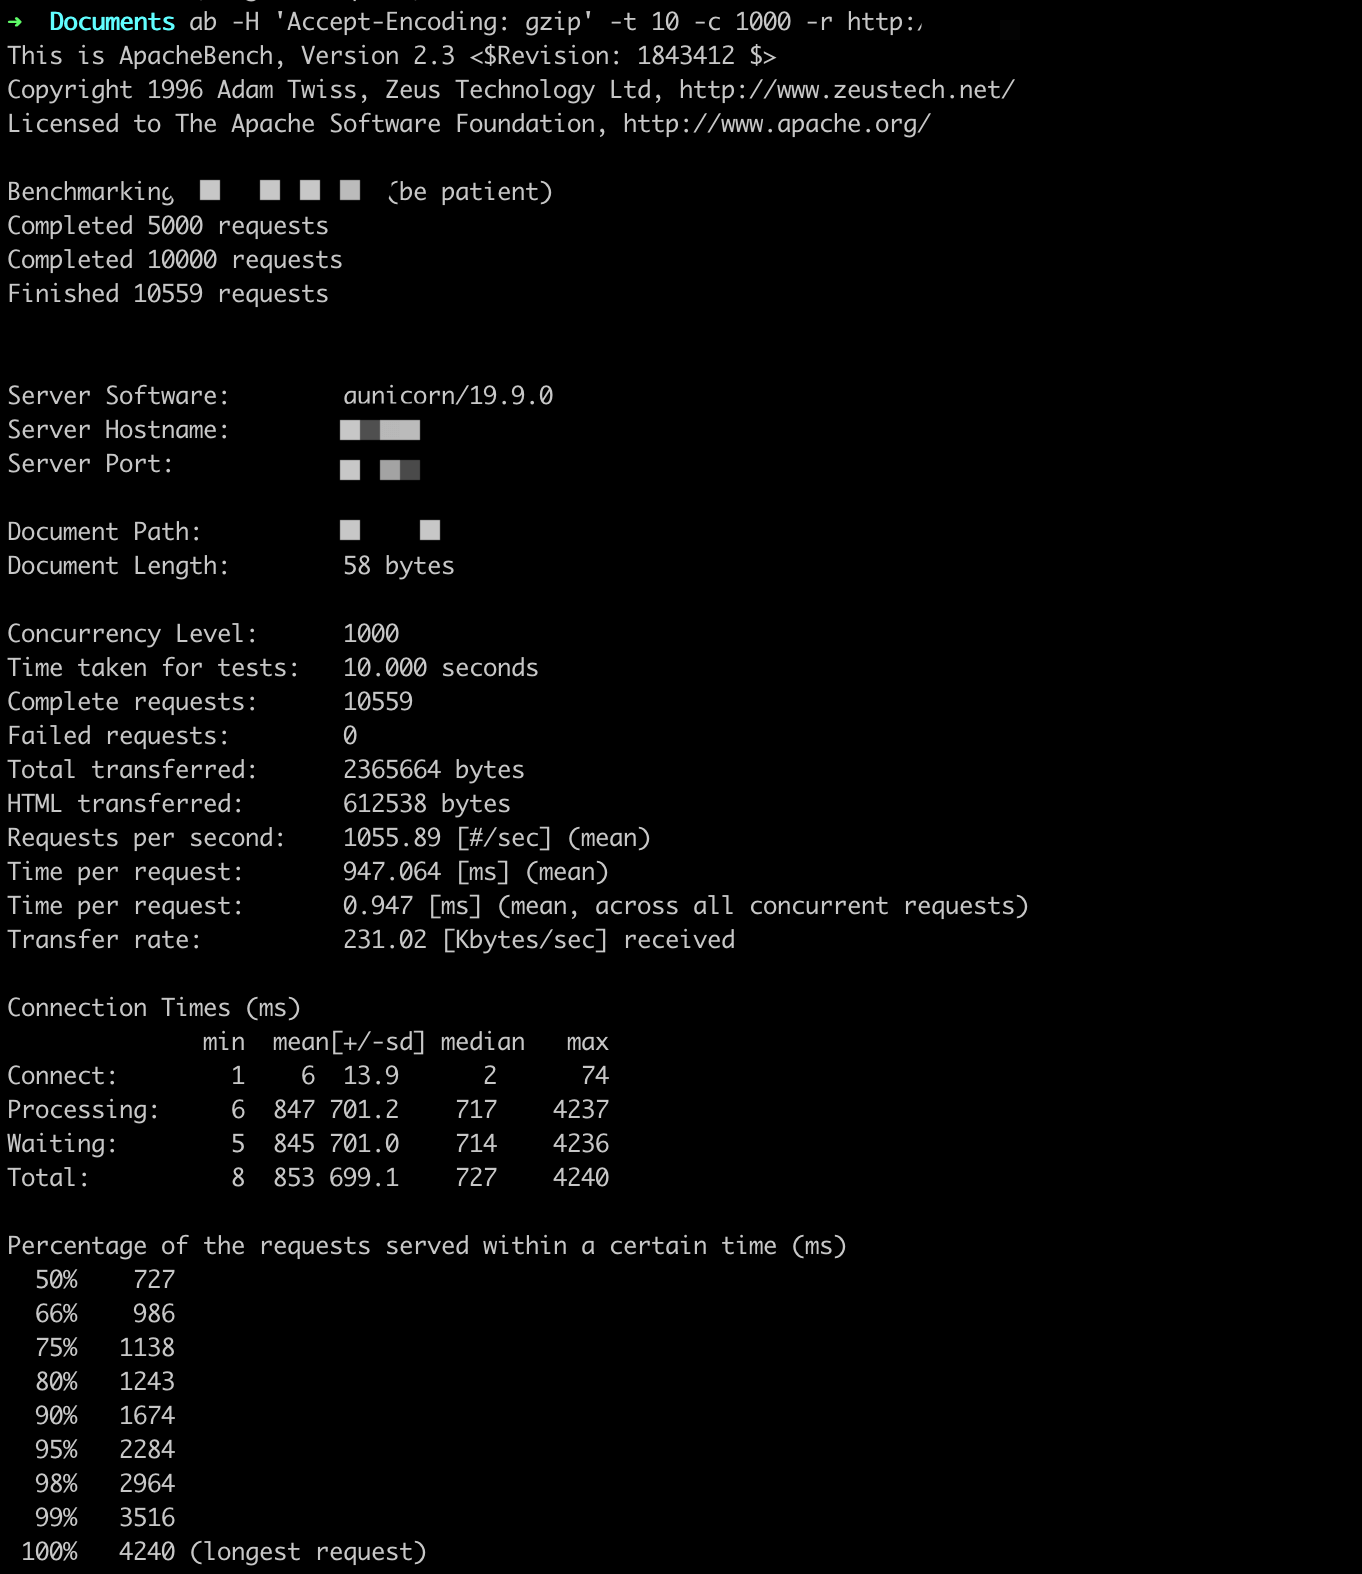 ➜  Documents ab -H 'Accept-Encoding: gzip' -t 10 -c 1000 -r http:/
This is ApacheBench, Version 2.3 <$Revision: 1843412 $>
Copyright 1996 Adam Twiss, Zeus Technology Ltd, http://www.zeustech.net/
Licensed to The Apache Software Foundation, http://www.apache.org/
Benchmarking (be patient)
Completed 5000 requests
Completed 10000 requests
Finished 10559 requests
Server Software:        gunicorn/19.9.0
Server Hostname:
Server Port:
Document Path:
Document Length:        58 bytes
Concurrency Level:      1000
Time taken for tests:   10.000 seconds
Complete requests:      10559
Failed requests:        0
Total transferred:      2365664 bytes
HTML transferred:       612538 bytes
Requests per second:    1055.89 [#/sec] (mean)
Time per request:       947.064 [ms] (mean)
Time per request:       0.947 [ms] (mean, across all concurrent requests)
Transfer rate:          231.02 [Kbytes/sec] received
Connection Times (ms)
              min  mean[+/-sd] median   max
Connect:        1    6  13.9      2      74
Processing:     6  847 701.2    717    4237
Waiting:        5  845 701.0    714    4236
Total:          8  853 699.1    727    4240
Percentage of the requests served within a certain time (ms)
  50%    727
  66%    986
  75%   1138
  80%   1243
  90%   1674
  95%   2284
  98%   2964
  99%   3516
 100%   4240 (longest request)